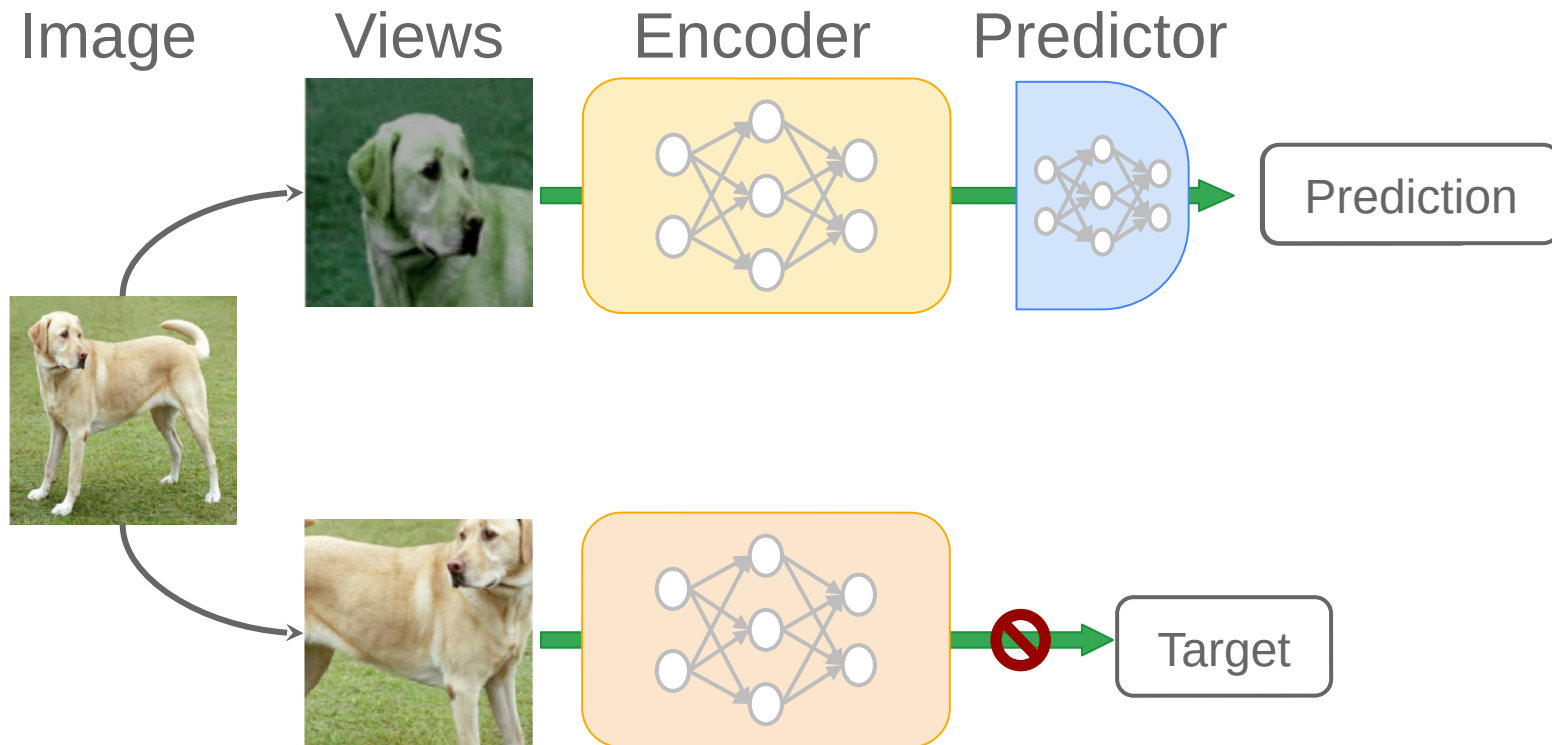 Image
Views
Encoder
Predictor
Prediction
Target